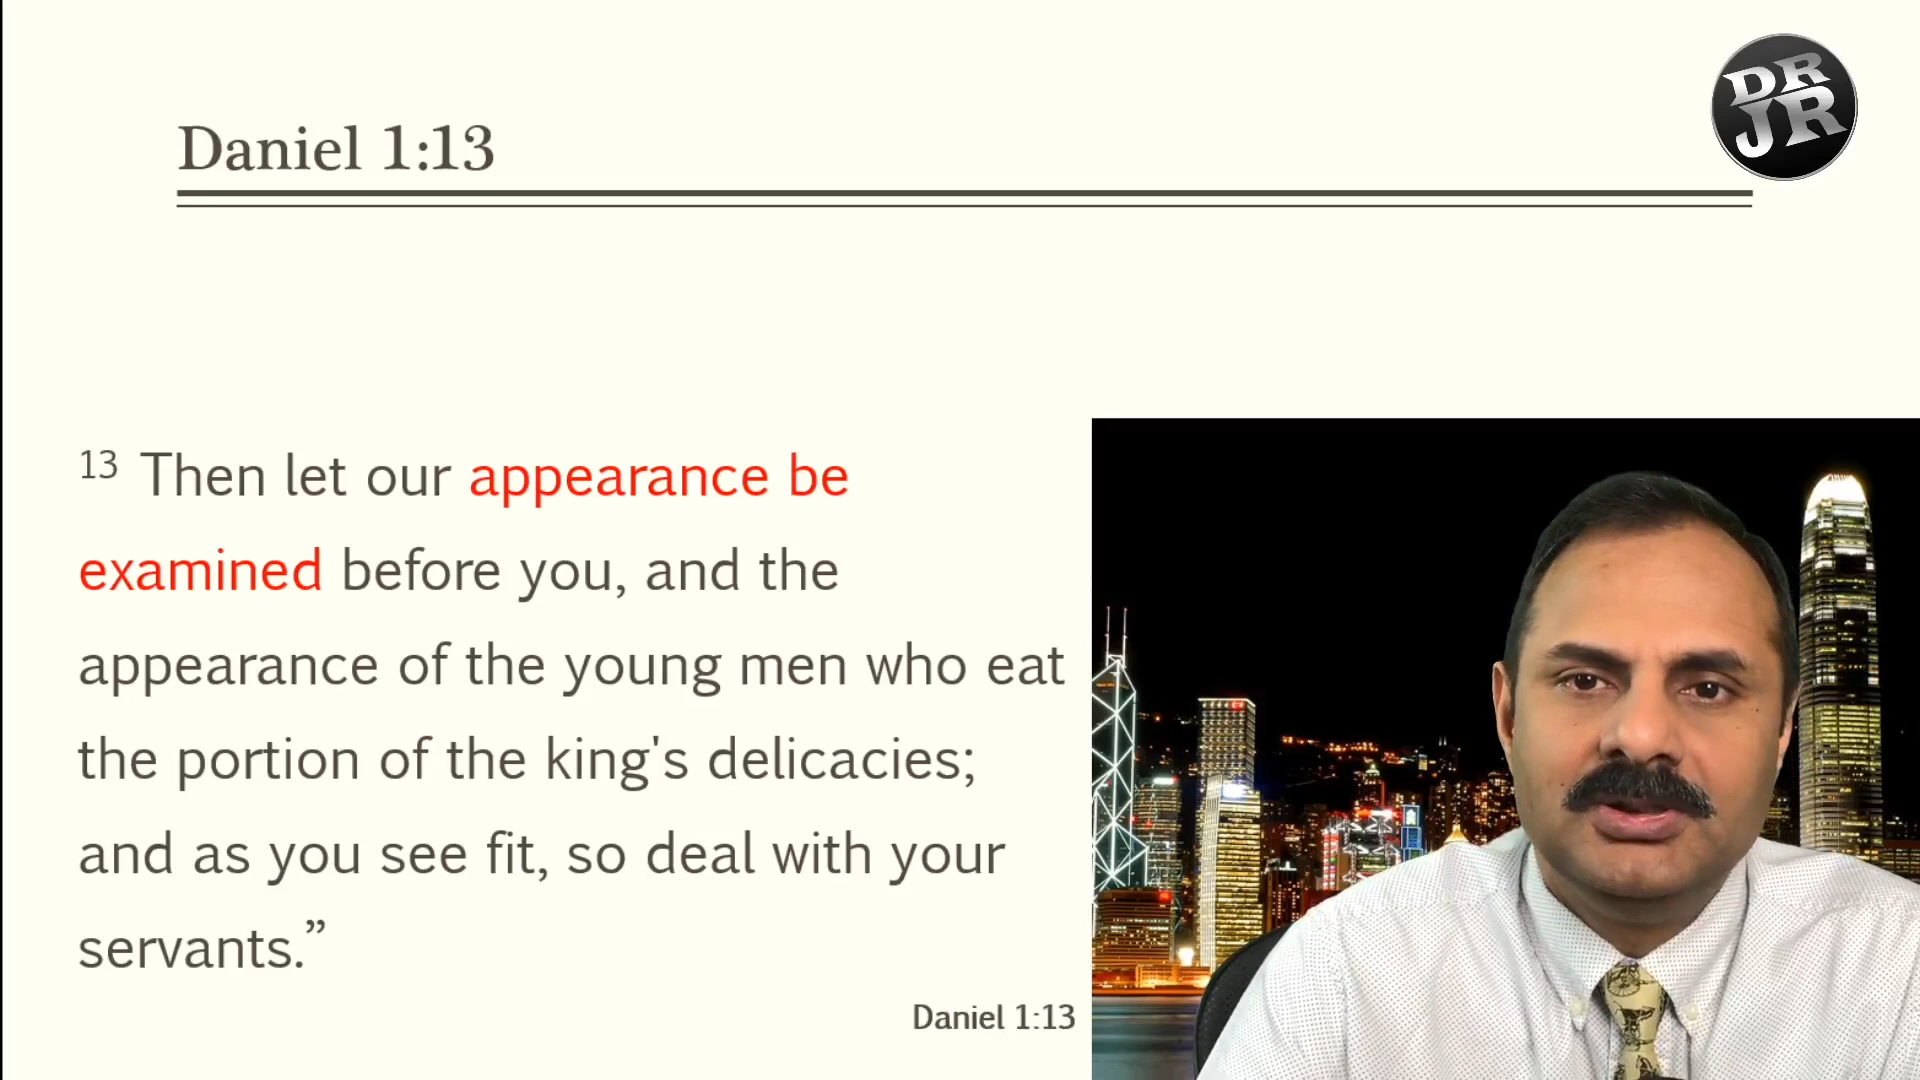 DR
JR
Daniel 1:13
13 Then let our appearance be
examined before you, and the
appearance of the young men who eat
the portion of the king's delicacies;
and as you see fit, so deal with your
servants.”
Daniel 1:13